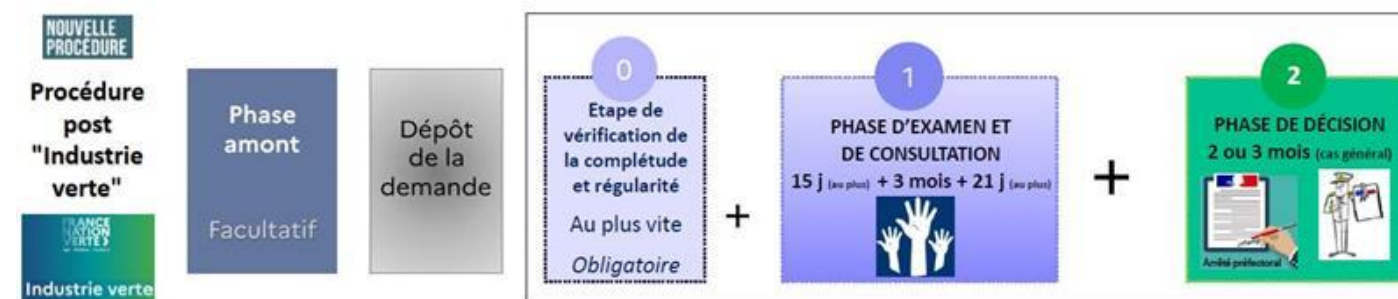 NOUVELLE
PROCÉDURE
Procédure
post
"Industrie
verte"
FRANCE
NATION
VERTE >
Industrie verte
Phase
amont
Facultatif
Dépôt
de la
demande
0
Etape de
vérification de
la complétude
et régularité
Au plus vite
Obligatoire
+
1
PHASE D'EXAMEN ET
DE CONSULTATION
15 j (au plus) + 3 mois + 21 j (au plus)
+
2
PHASE DE DÉCISION
2 ou 3 mois (cas général)
Arrêté préfectoral